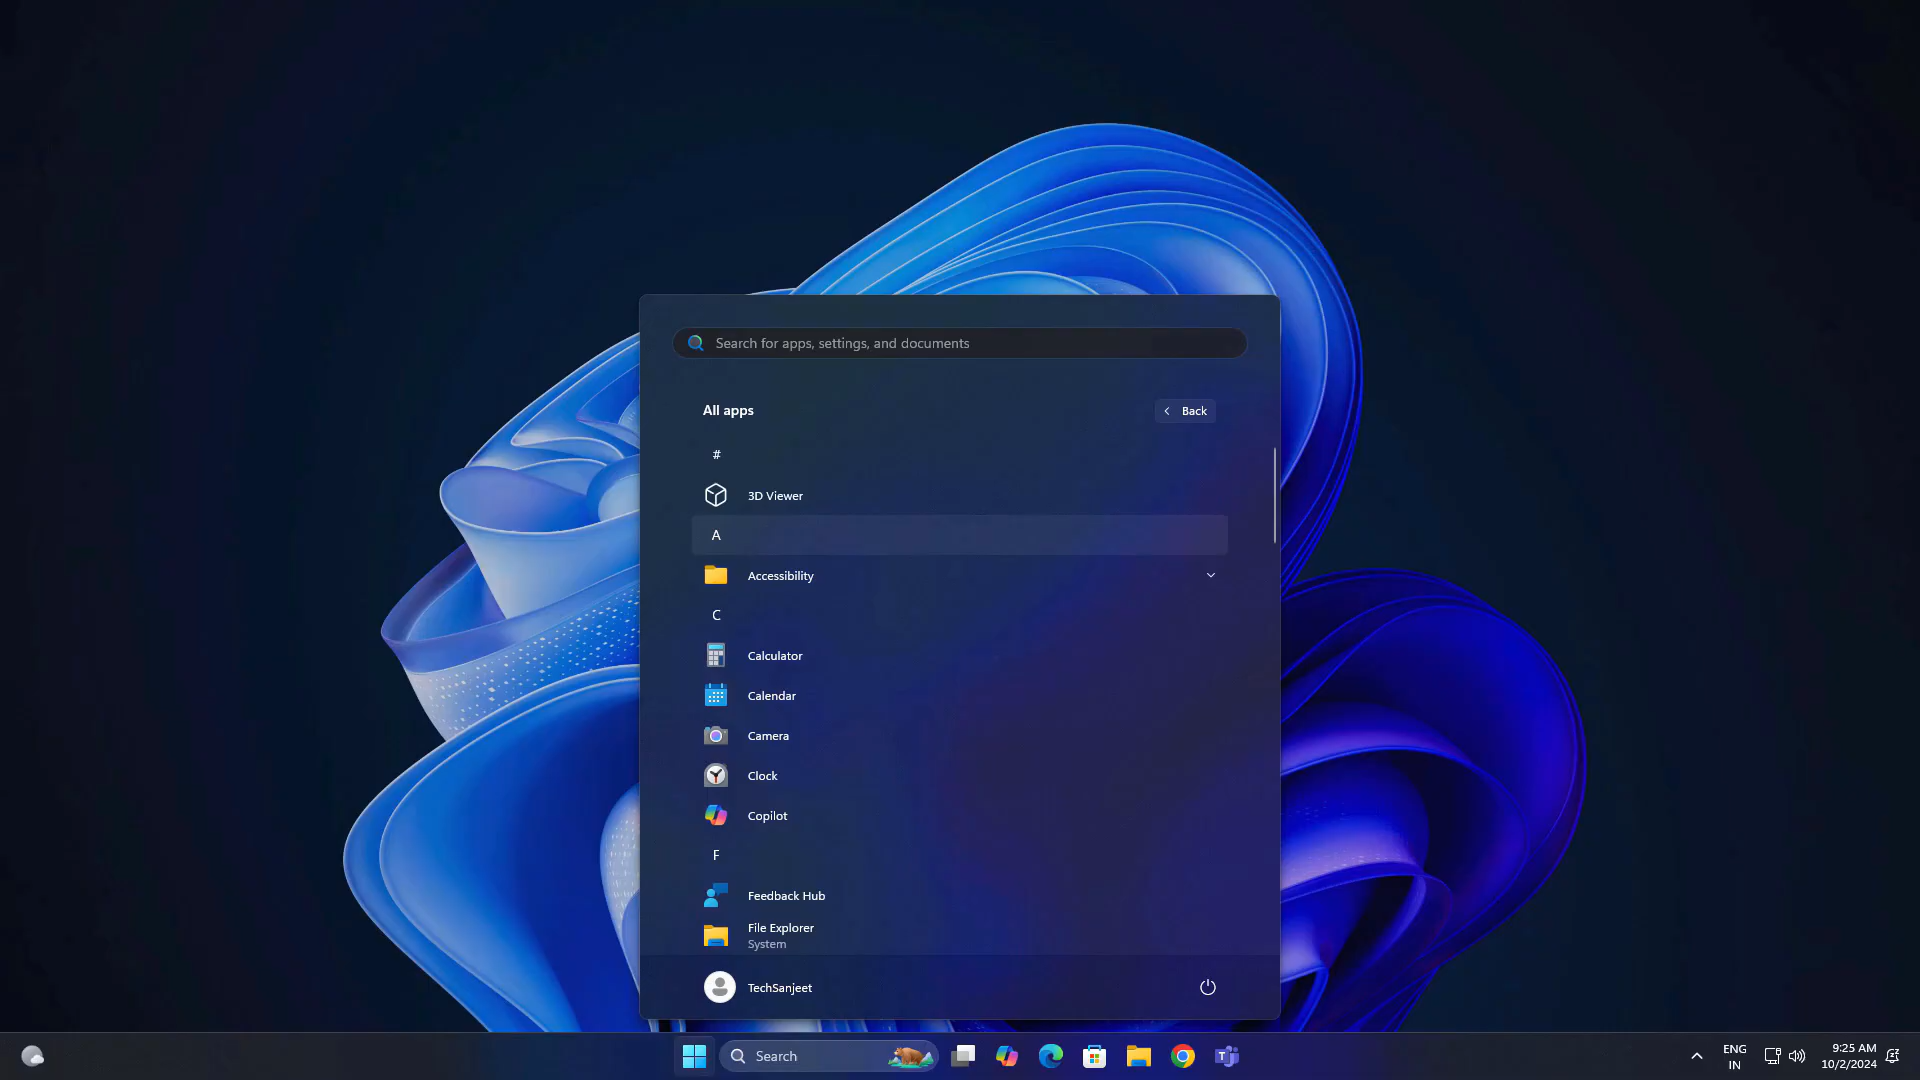 Search for apps, settings, and documents
All apps
Back
#
3D Viewer
A
Accessibility
C
Calculator
Calendar
Camera
Clock
Copilot
F
Feedback Hub
File Explorer
System
TechSanjeet
Search
ENG
IN
9:25 AM
10/2/2024